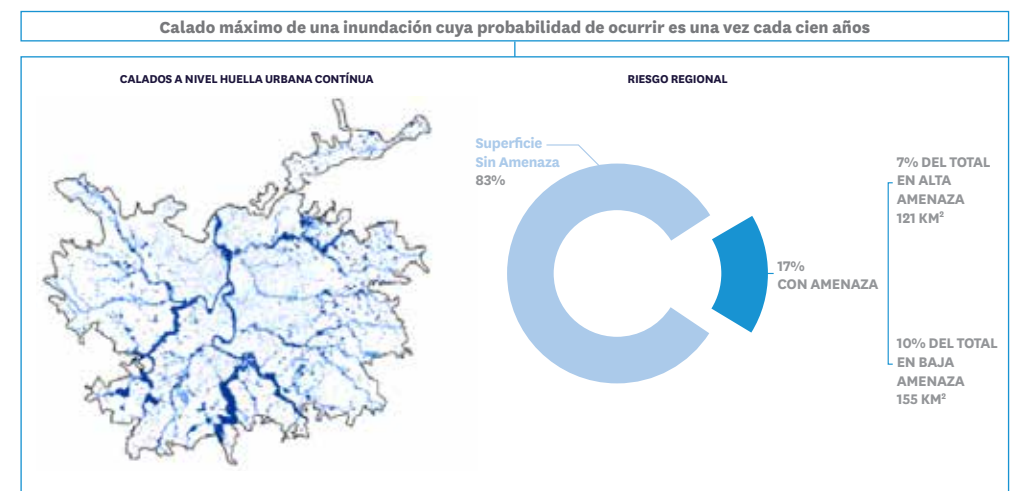 Calado máximo de una inundación cuya probabilidad de ocurrir es una vez cada cien años
CALADOS A NIVEL HUELLA URBANA CONTÍNUA
RIESGO REGIONAL
Superficie
Sin Amenaza
83%
17%
CON AMENAZA
7% DEL TOTAL
EN ALTA
AMENAZA
121 KM²
10% DEL TOTAL
EN BAJA
AMENAZA
155 KM²